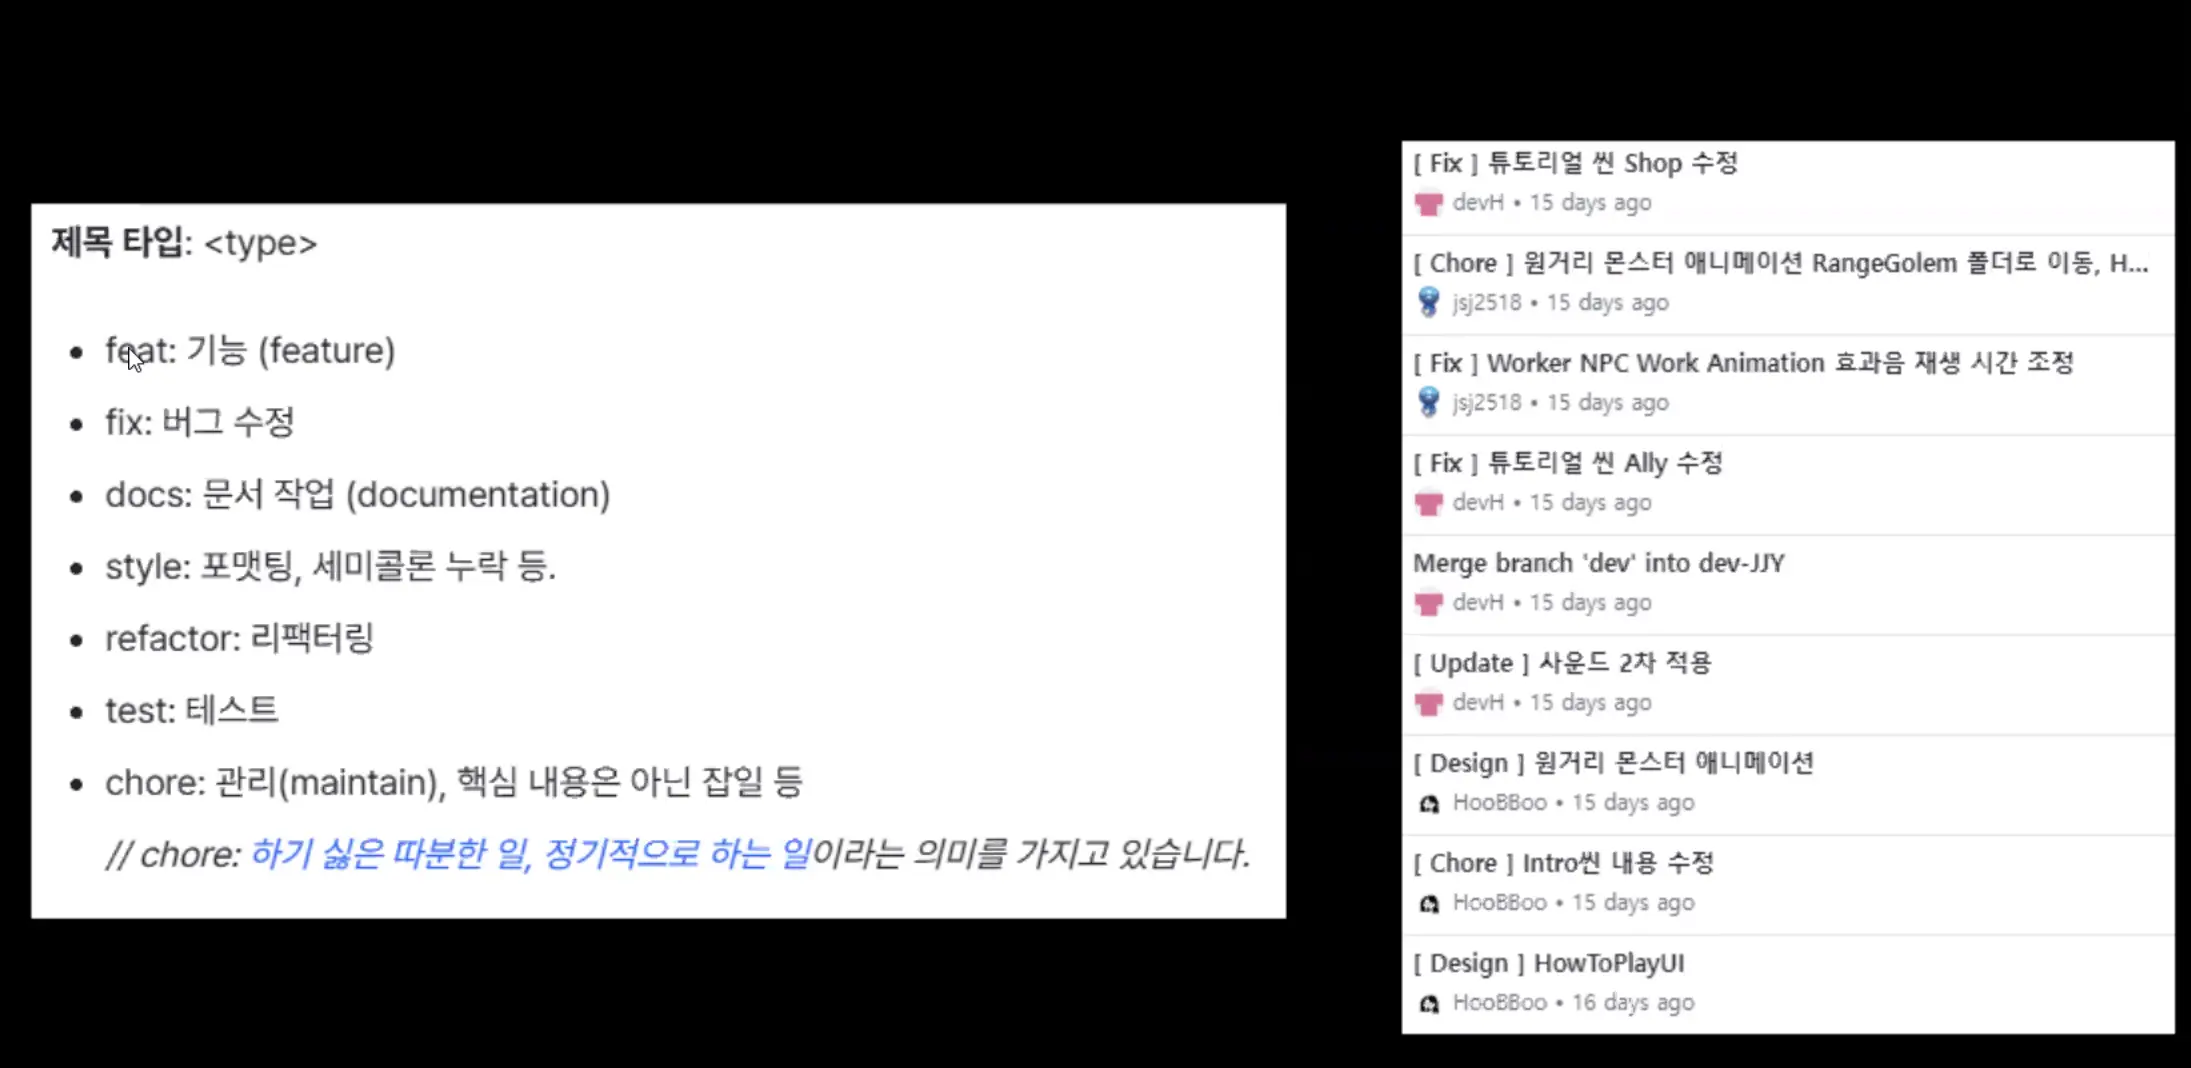 제목 타입: <type>
• feat: 기능 (feature)
• fix: 버그 수정
• docs: 문서 작업 (documentation)
• style: 포맷팅, 세미콜론 누락 등.
• refactor: 리팩터링
• test: 테스트
• chore: 관리(maintain), 핵심 내용은 아닌 잡일 등
// chore: 하기 싫은 따분한 일, 정기적으로 하는 일이라는 의미를 가지고 있습니다.
[ Fix ] 튜토리얼 씬 Shop 수정
devH • 15 days ago
[ Chore ] 원거리 몬스터 애니메이션 RangeGolem 폴더로 이동, H...
jsj2518 • 15 days ago
[ Fix ] Worker NPC Work Animation 효과음 재생 시간 조정
jsj2518 • 15 days ago
[ Fix ] 튜토리얼 씬 Ally 수정
devH • 15 days ago
Merge branch 'dev' into dev-JJY
devH • 15 days ago
[ Update ] 사운드 2차 적용
devH • 15 days ago
[ Design ] 원거리 몬스터 애니메이션
HooBBoo • 15 days ago
[ Chore ] Intro씬 내용 수정
HooBBoo • 15 days ago
[ Design ] HowToPlayUI
HooBBoo • 16 days ago